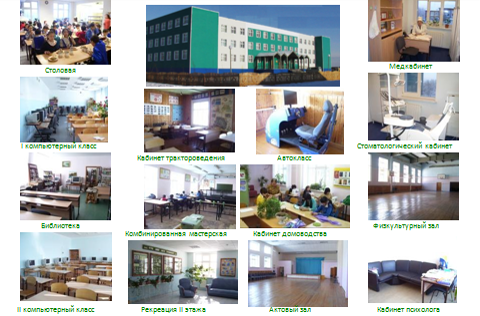 Столовая
Медкабинет
I компьютерный класс
Кабинет трактороведения
Автокласс
Стоматологический кабинет
Библиотека
Комбинированная мастерская
Кабинет домоводства
Физкультурный зал
II компьютерный класс
Рекреация II этажа
Актовый зал
Кабинет психолога